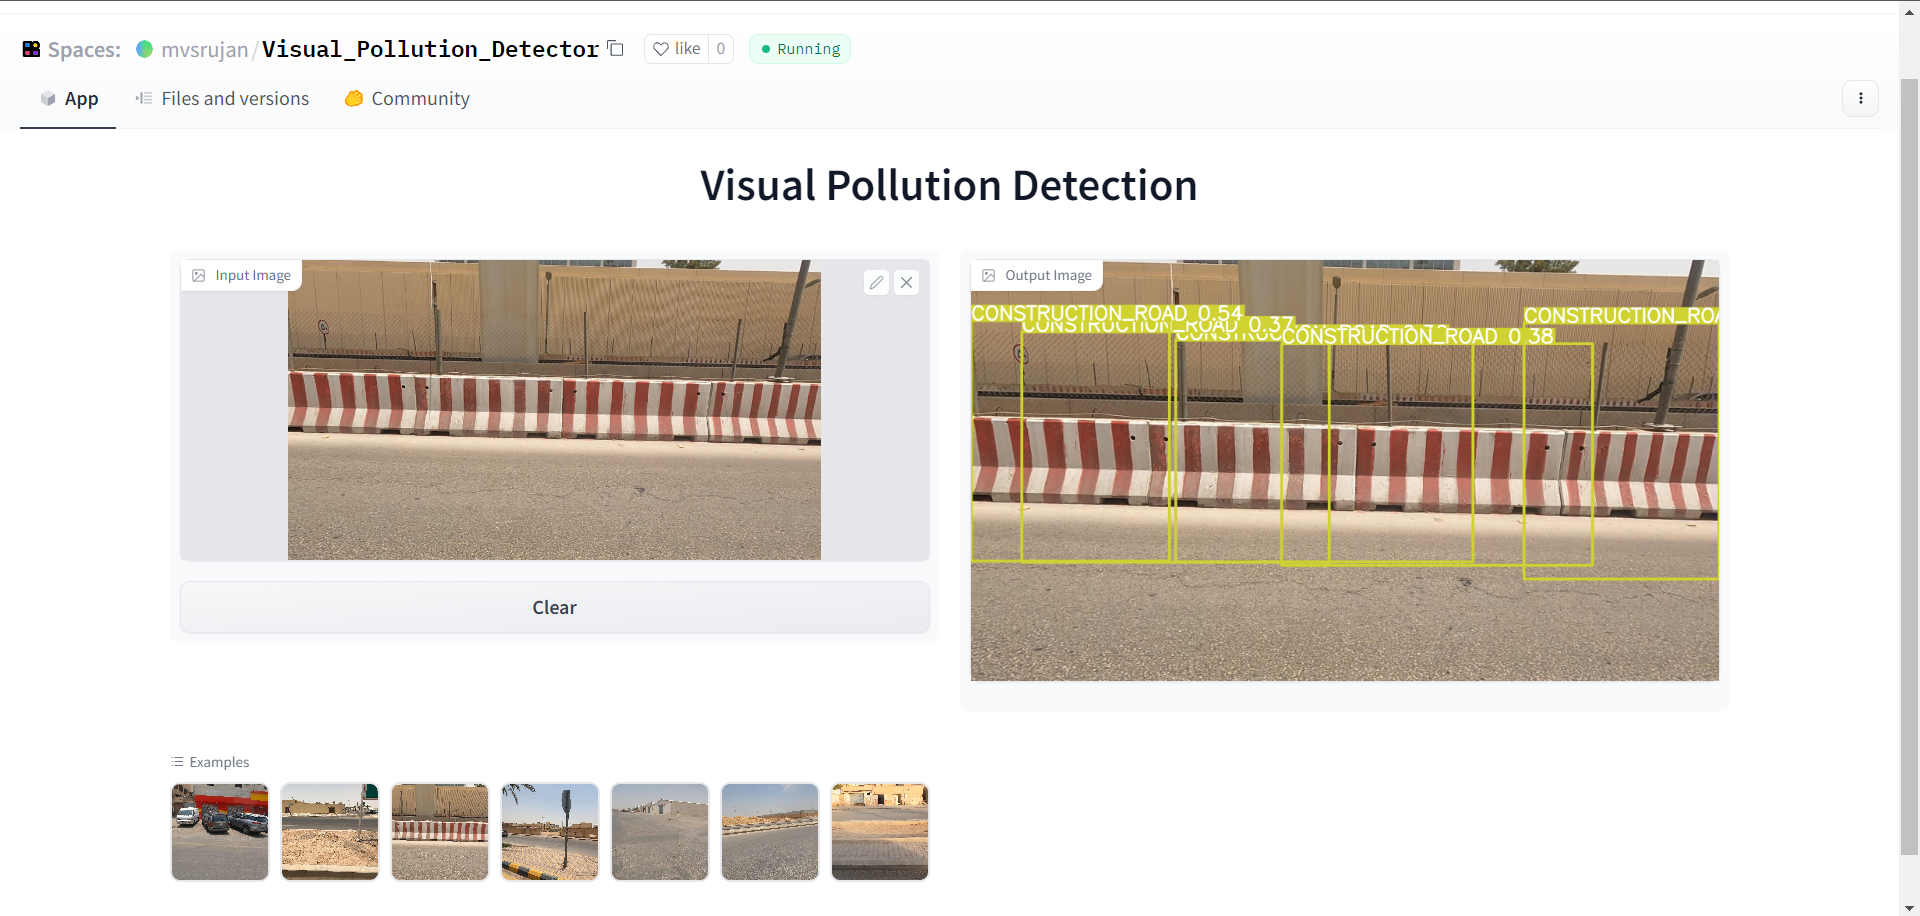 Spaces: mvsrujan/Visual_Pollution_Detector like 0 Running
App Files and versions Community
Visual Pollution Detection
Input Image
Output Image
CONSTRUCTION_ROAD 0.54
CONSTRUCTION_ROA
CONSTRUCTION_ROAD 0.37
CONSTRUC
CONSTRUCTION_ROAD 0.38
Clear
Examples